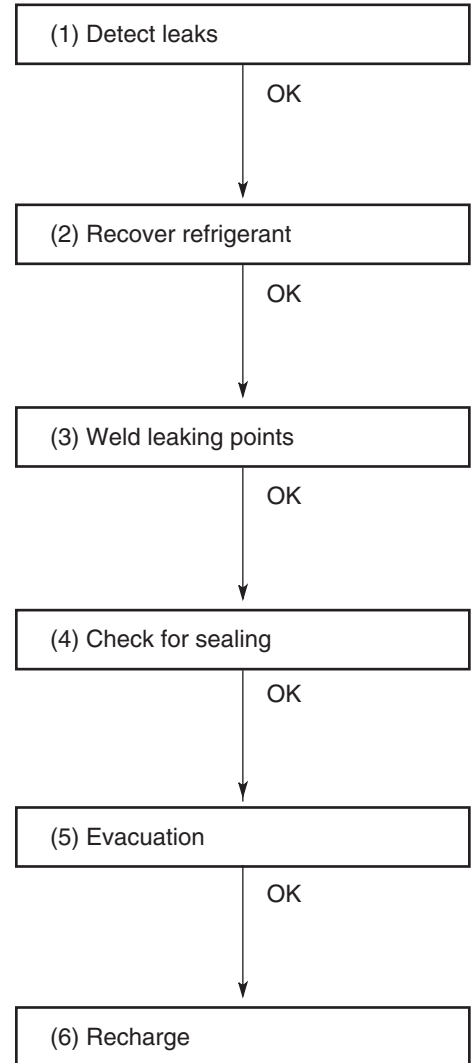 (1) Detect leaks
OK
(2) Recover refrigerant
OK
(3) Weld leaking points
OK
(4) Check for sealing
OK
(5) Evacuation
OK
(6) Recharge